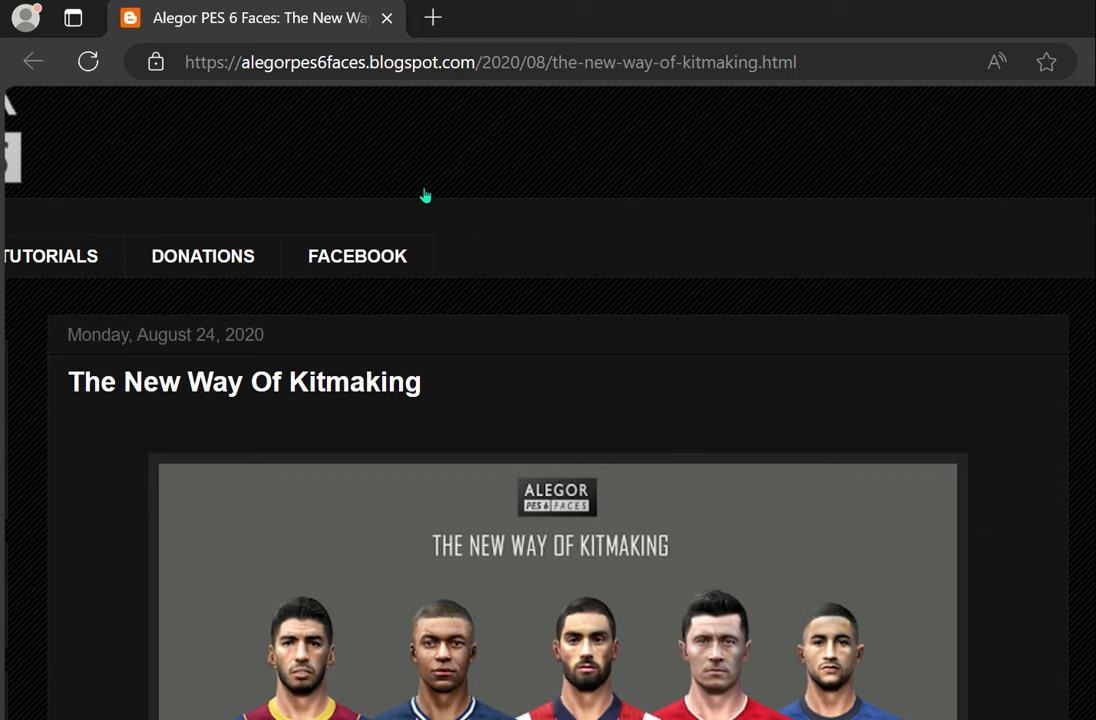 Alegor PES 6 Faces: The New Wa
https://alegorpes6faces.blogspot.com/2020/08/the-new-way-of-kitmaking.html
TUTORIALS DONATIONS FACEBOOK
Monday, August 24, 2020
The New Way Of Kitmaking
ALEGOR
PES 6 FACES
THE NEW WAY OF KITMAKING